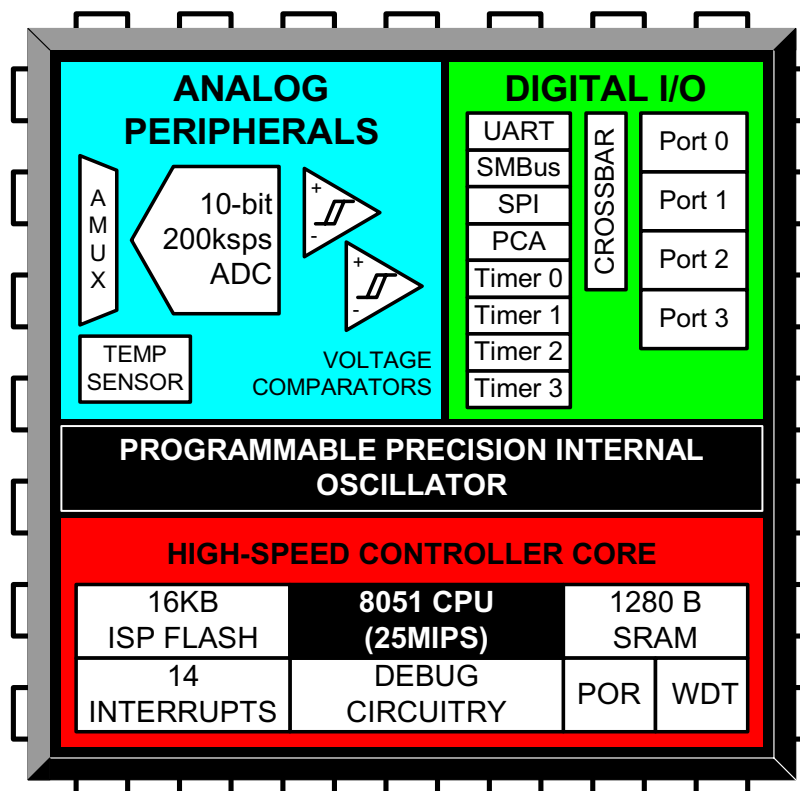 ANALOG
PERIPHERALS
A
M
U
X
10-bit
200ksps
ADC
+
-
+
-
TEMP
SENSOR
VOLTAGE
COMPARATORS
DIGITAL I/O
UART
SMBus
SPI
PCA
Timer 0
Timer 1
Timer 2
Timer 3
CROSSBAR
Port 0
Port 1
Port 2
Port 3
PROGRAMMABLE PRECISION INTERNAL
OSCILLATOR
HIGH-SPEED CONTROLLER CORE
16KB
ISP FLASH
8051 CPU
(25MIPS)
1280 B
SRAM
14
INTERRUPTS
DEBUG
CIRCUITRY
POR
WDT